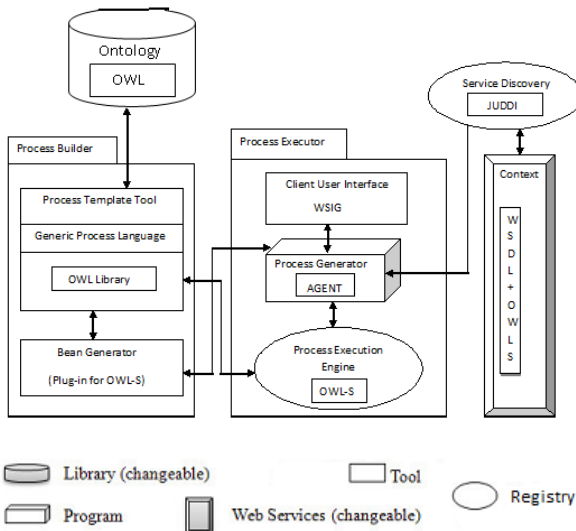 Ontology
OWL
Service Discovery
JUDDI
Process Builder
Process Executor
Process Template Tool
Generic Process Language
OWL Library
Bean Generator
(Plug-in for OWL-S)
Client User Interface
WSIG
Process Generator
AGENT
Process Execution
Engine
OWL-S
Context
W
S
D
L
+
O
W
L
S
Library (changeable)
Tool
Registry
Program
Web Services (changeable)